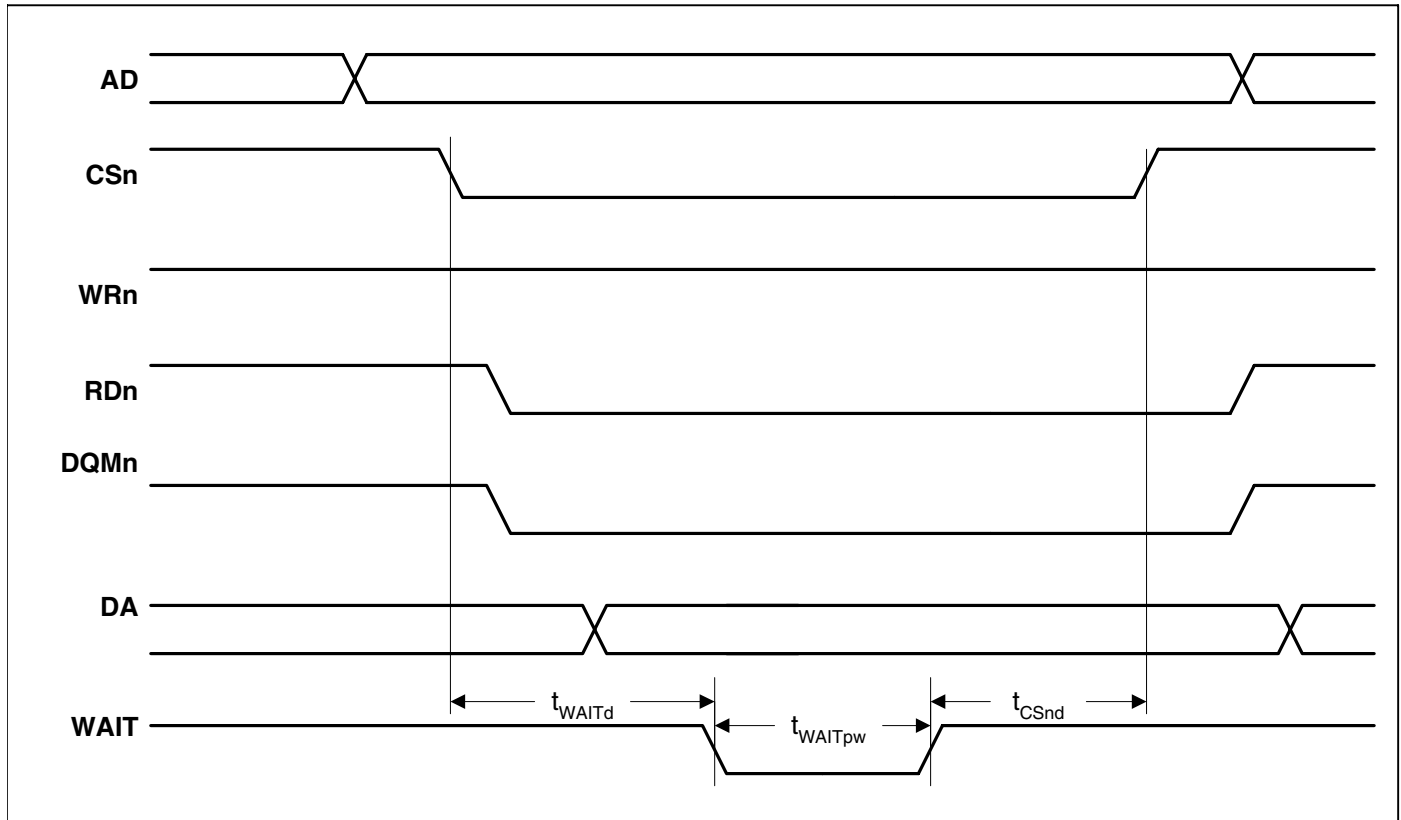 AD
CSn
WRn
RDn
DQMn
DA
tWAITd
tCSnd
WAIT
tWAITpw